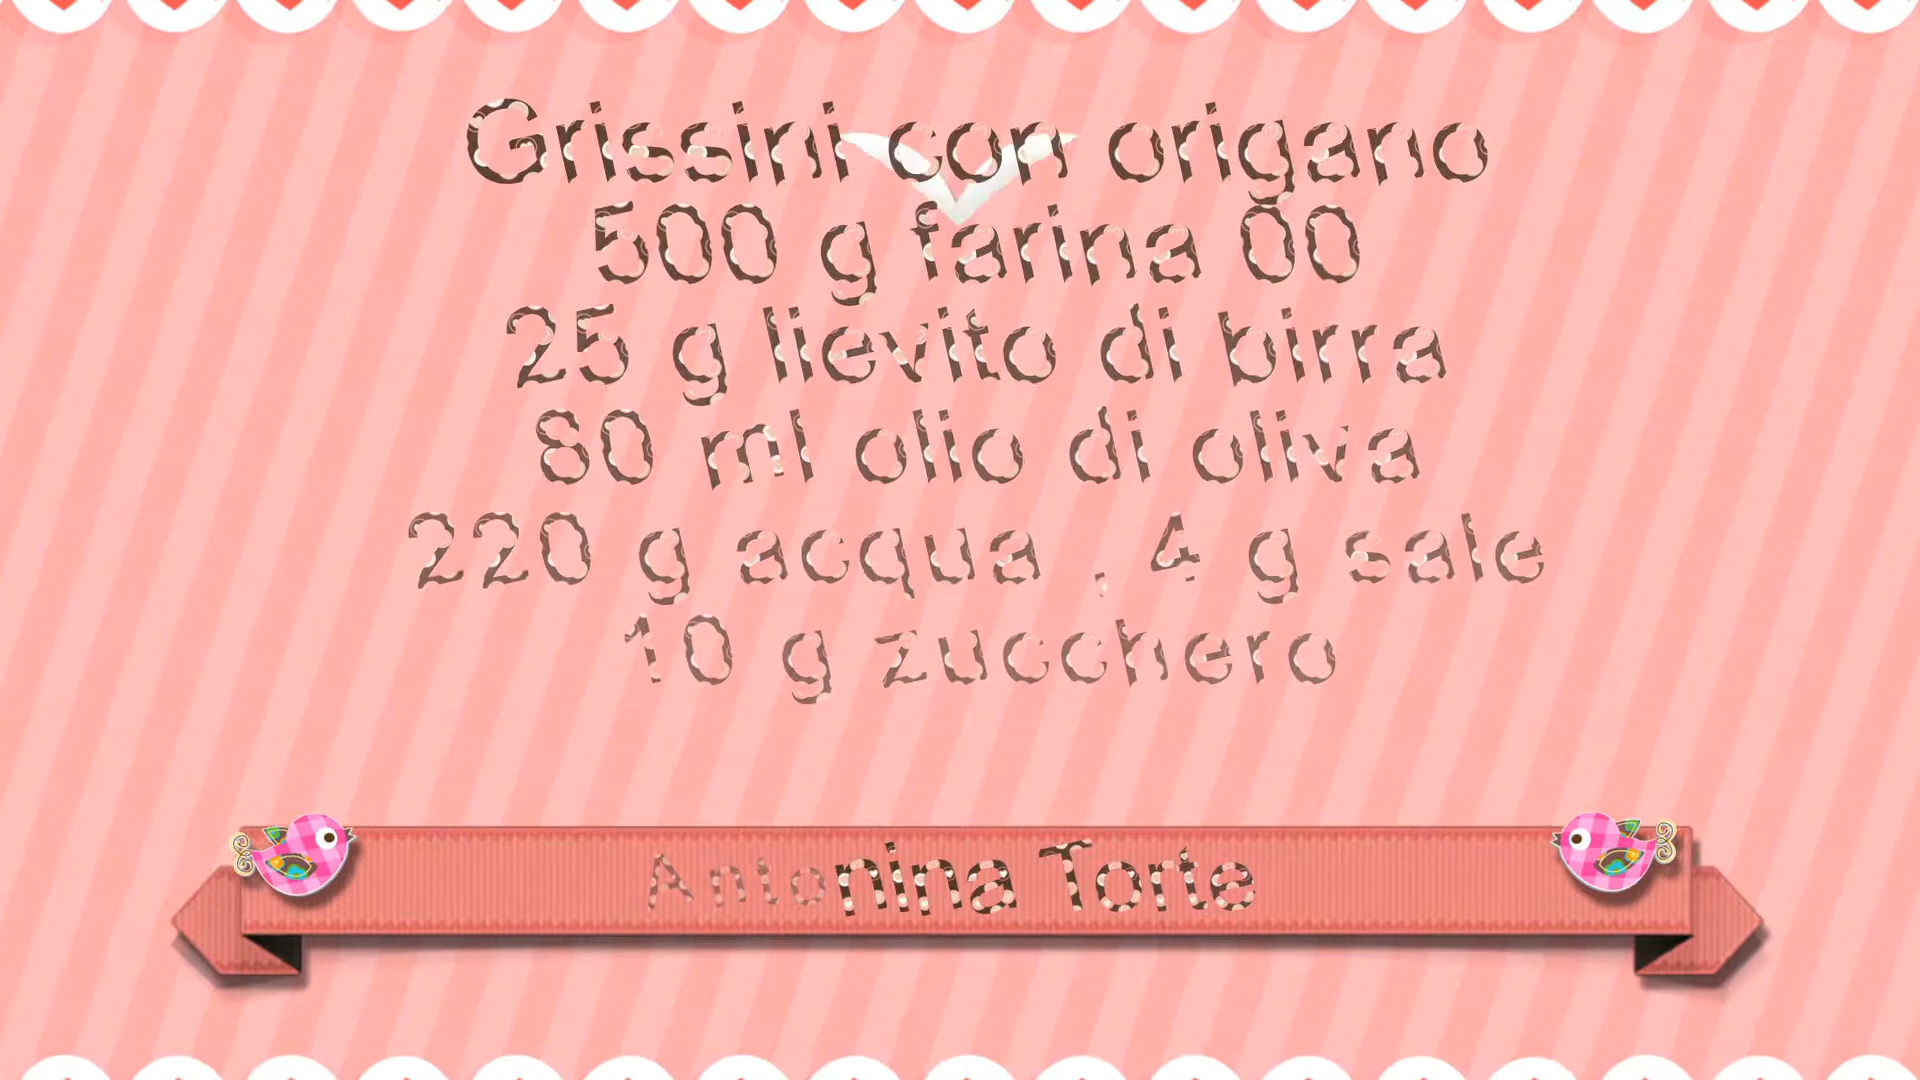 Grissini con origano
500 g farina 00
25 g lievito di birra
80 ml olio di oliva
220 g acqua , 4 g sale
10 g zucchero
Antonina Torte